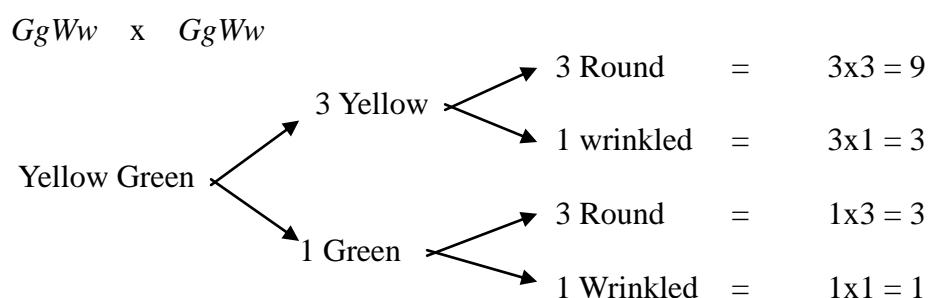 GgWw x GgWw
3 Round = 3x3 = 9
3 Yellow
1 wrinkled = 3x1 = 3
Yellow Green
3 Round = 1x3 = 3
1 Green
1 Wrinkled = 1x1 = 1